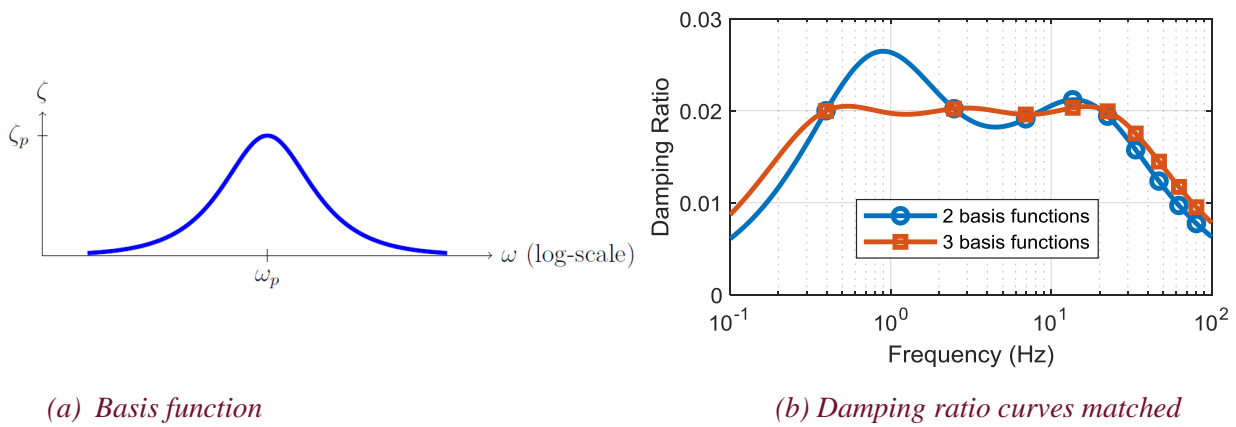 ζ
ζp
ωp
ω (log-scale)
(a) Basis function
0.03
0.02
0.01
0
Damping Ratio
2 basis functions
3 basis functions
10-1
100
101
102
Frequency (Hz)
(b) Damping ratio curves matched